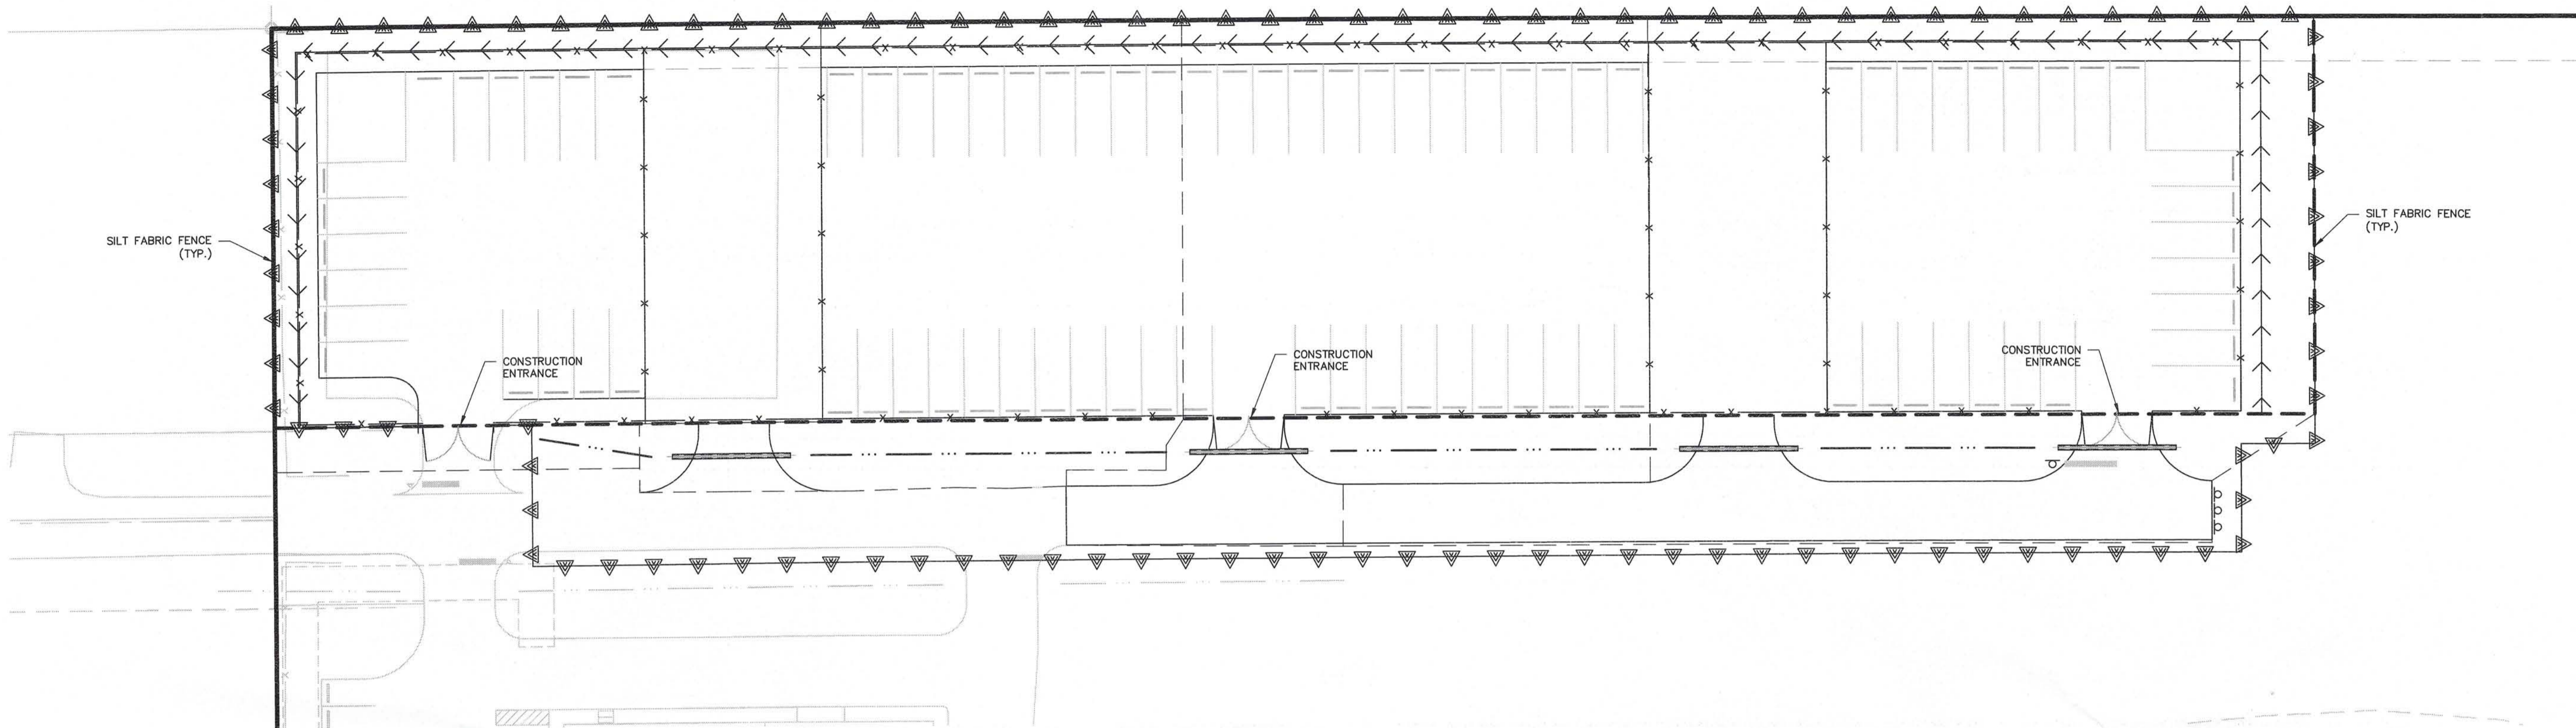 SILT FABRIC FENCE
(TYP.)
CONSTRUCTION
ENTRANCE
CONSTRUCTION
ENTRANCE
CONSTRUCTION
ENTRANCE
SILT FABRIC FENCE
(TYP.)